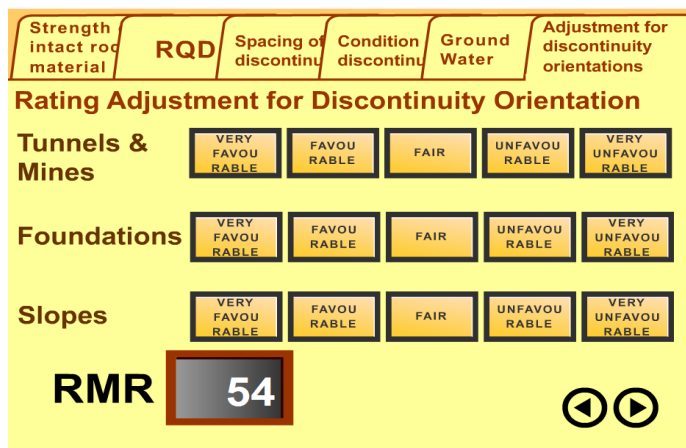 Strength
intact roc
material
RQD
Spacing of
discontinu
Condition
discontinu
Ground
Water
Adjustment for
discontinuity
orientations
Rating Adjustment for Discontinuity Orientation
Tunnels &
Mines
VERY
FAVOU
RABLE
FAVOU
RABLE
FAIR
UNFAVOU
RABLE
VERY
UNFAVOU
RABLE
Foundations
VERY
FAVOU
RABLE
FAVOU
RABLE
FAIR
UNFAVOU
RABLE
VERY
UNFAVOU
RABLE
Slopes
VERY
FAVOU
RABLE
FAVOU
RABLE
FAIR
UNFAVOU
RABLE
VERY
UNFAVOU
RABLE
RMR 54